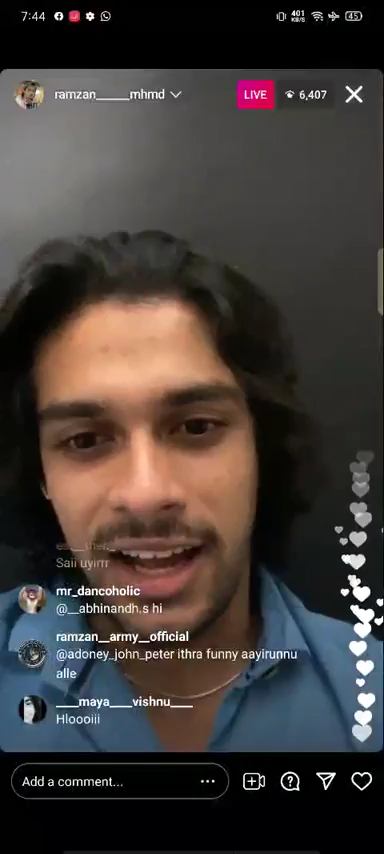 7:44
401
KB/S
45
ramzan_____mhmd
LIVE
6,407
Saii uyirrr
mr_dancoholic
@__abhinandh.s hi
ramzan__army__official
@adoney_john_peter ithra funny aayirunnu
alle
____maya____vishnu____
Hloooiii
Add a comment...